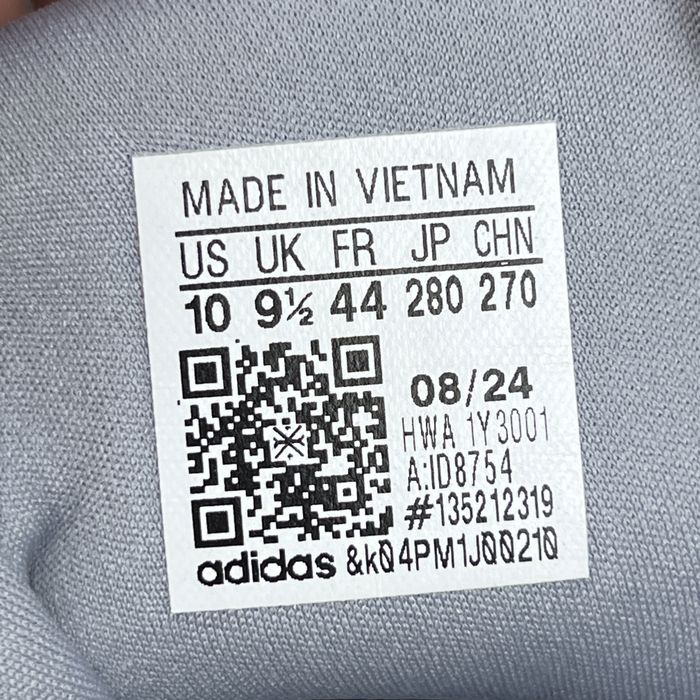 MADE IN VIETNAM
US UK FR JP CHN
10 9½ 44 280 270
08/24
HWA 1Y3001
A:ID8754
#135212319
adidas &k04PM1J00210